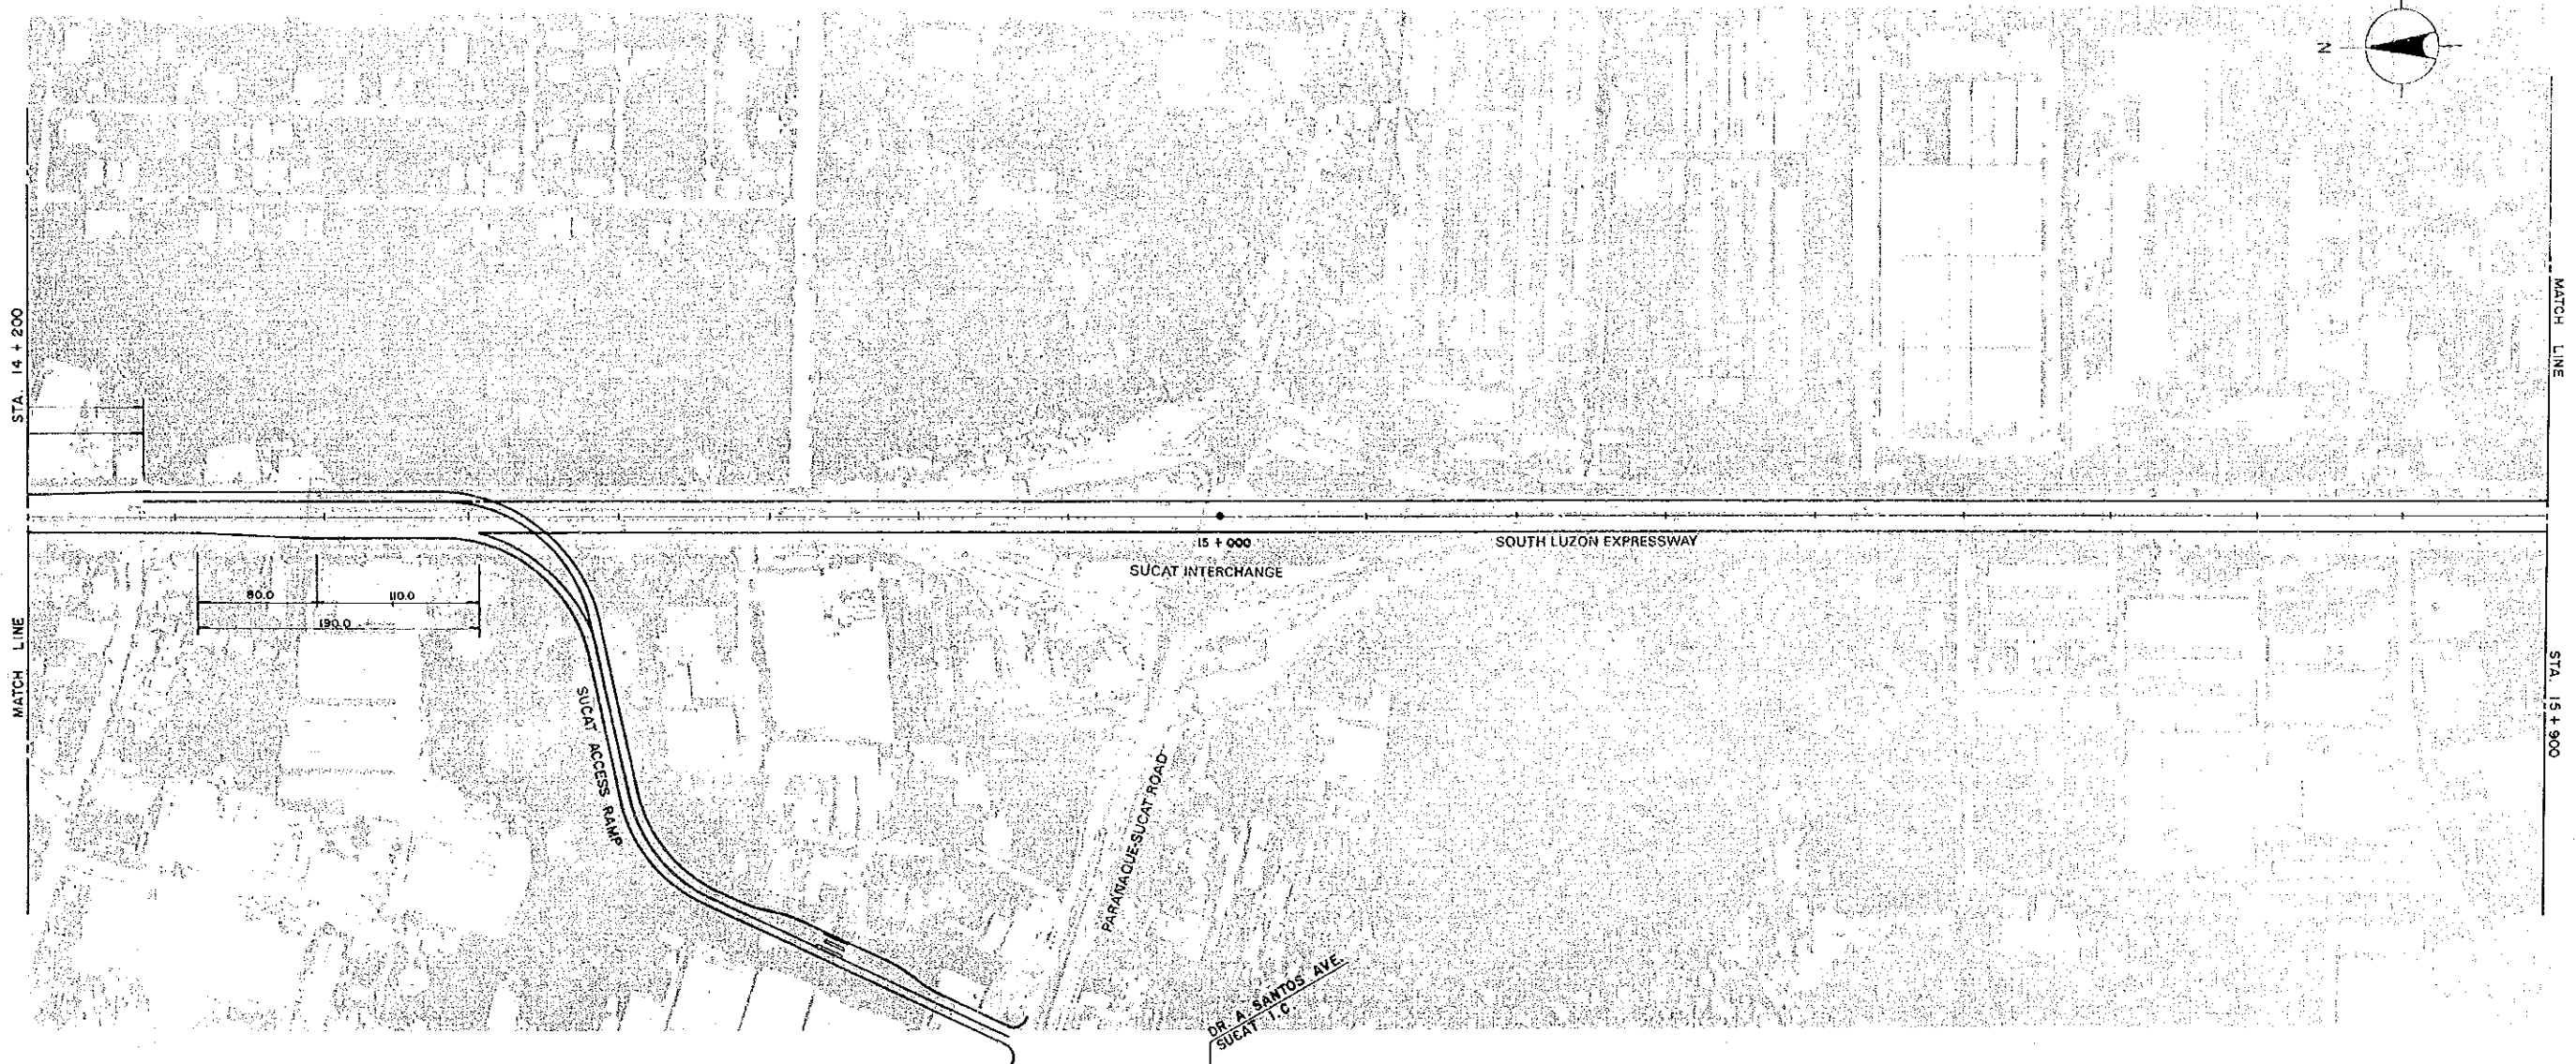 N
STA. 14 + 200
MATCH LINE
MATCH LINE
STA. 15 + 900
15 + 000
SOUTH LUZON EXPRESSWAY
SUCAT INTERCHANGE
80.0
110.0
190.0
SUCAT ACCESS RAMP
PARANAQUE-SUCAT ROAD
DR. A. SANTOS AVE.
SUCAT I.C.